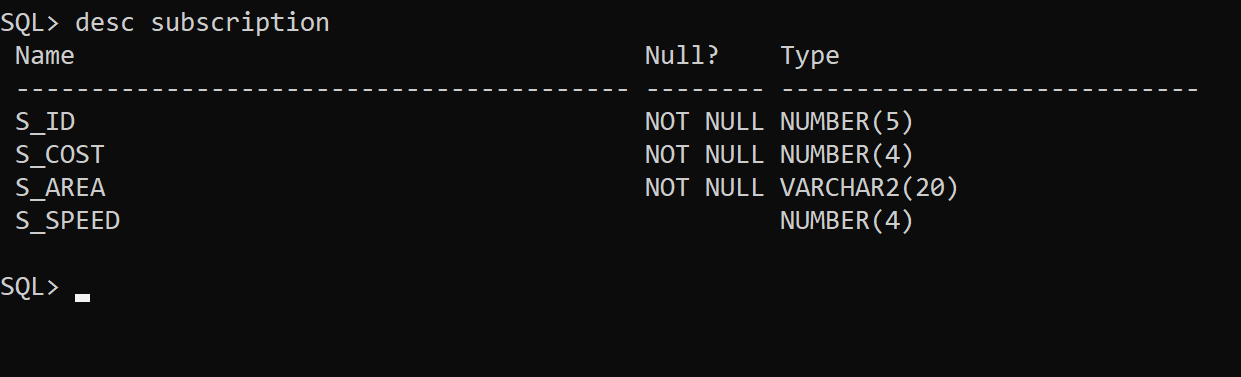 SQL> desc subscription
 Name                                      Null?    Type
 ----------------------------------------- -------- ----------------------------
 S_ID                                      NOT NULL NUMBER(5)
 S_COST                                    NOT NULL NUMBER(4)
 S_AREA                                    NOT NULL VARCHAR2(20)
 S_SPEED                                            NUMBER(4)
SQL>